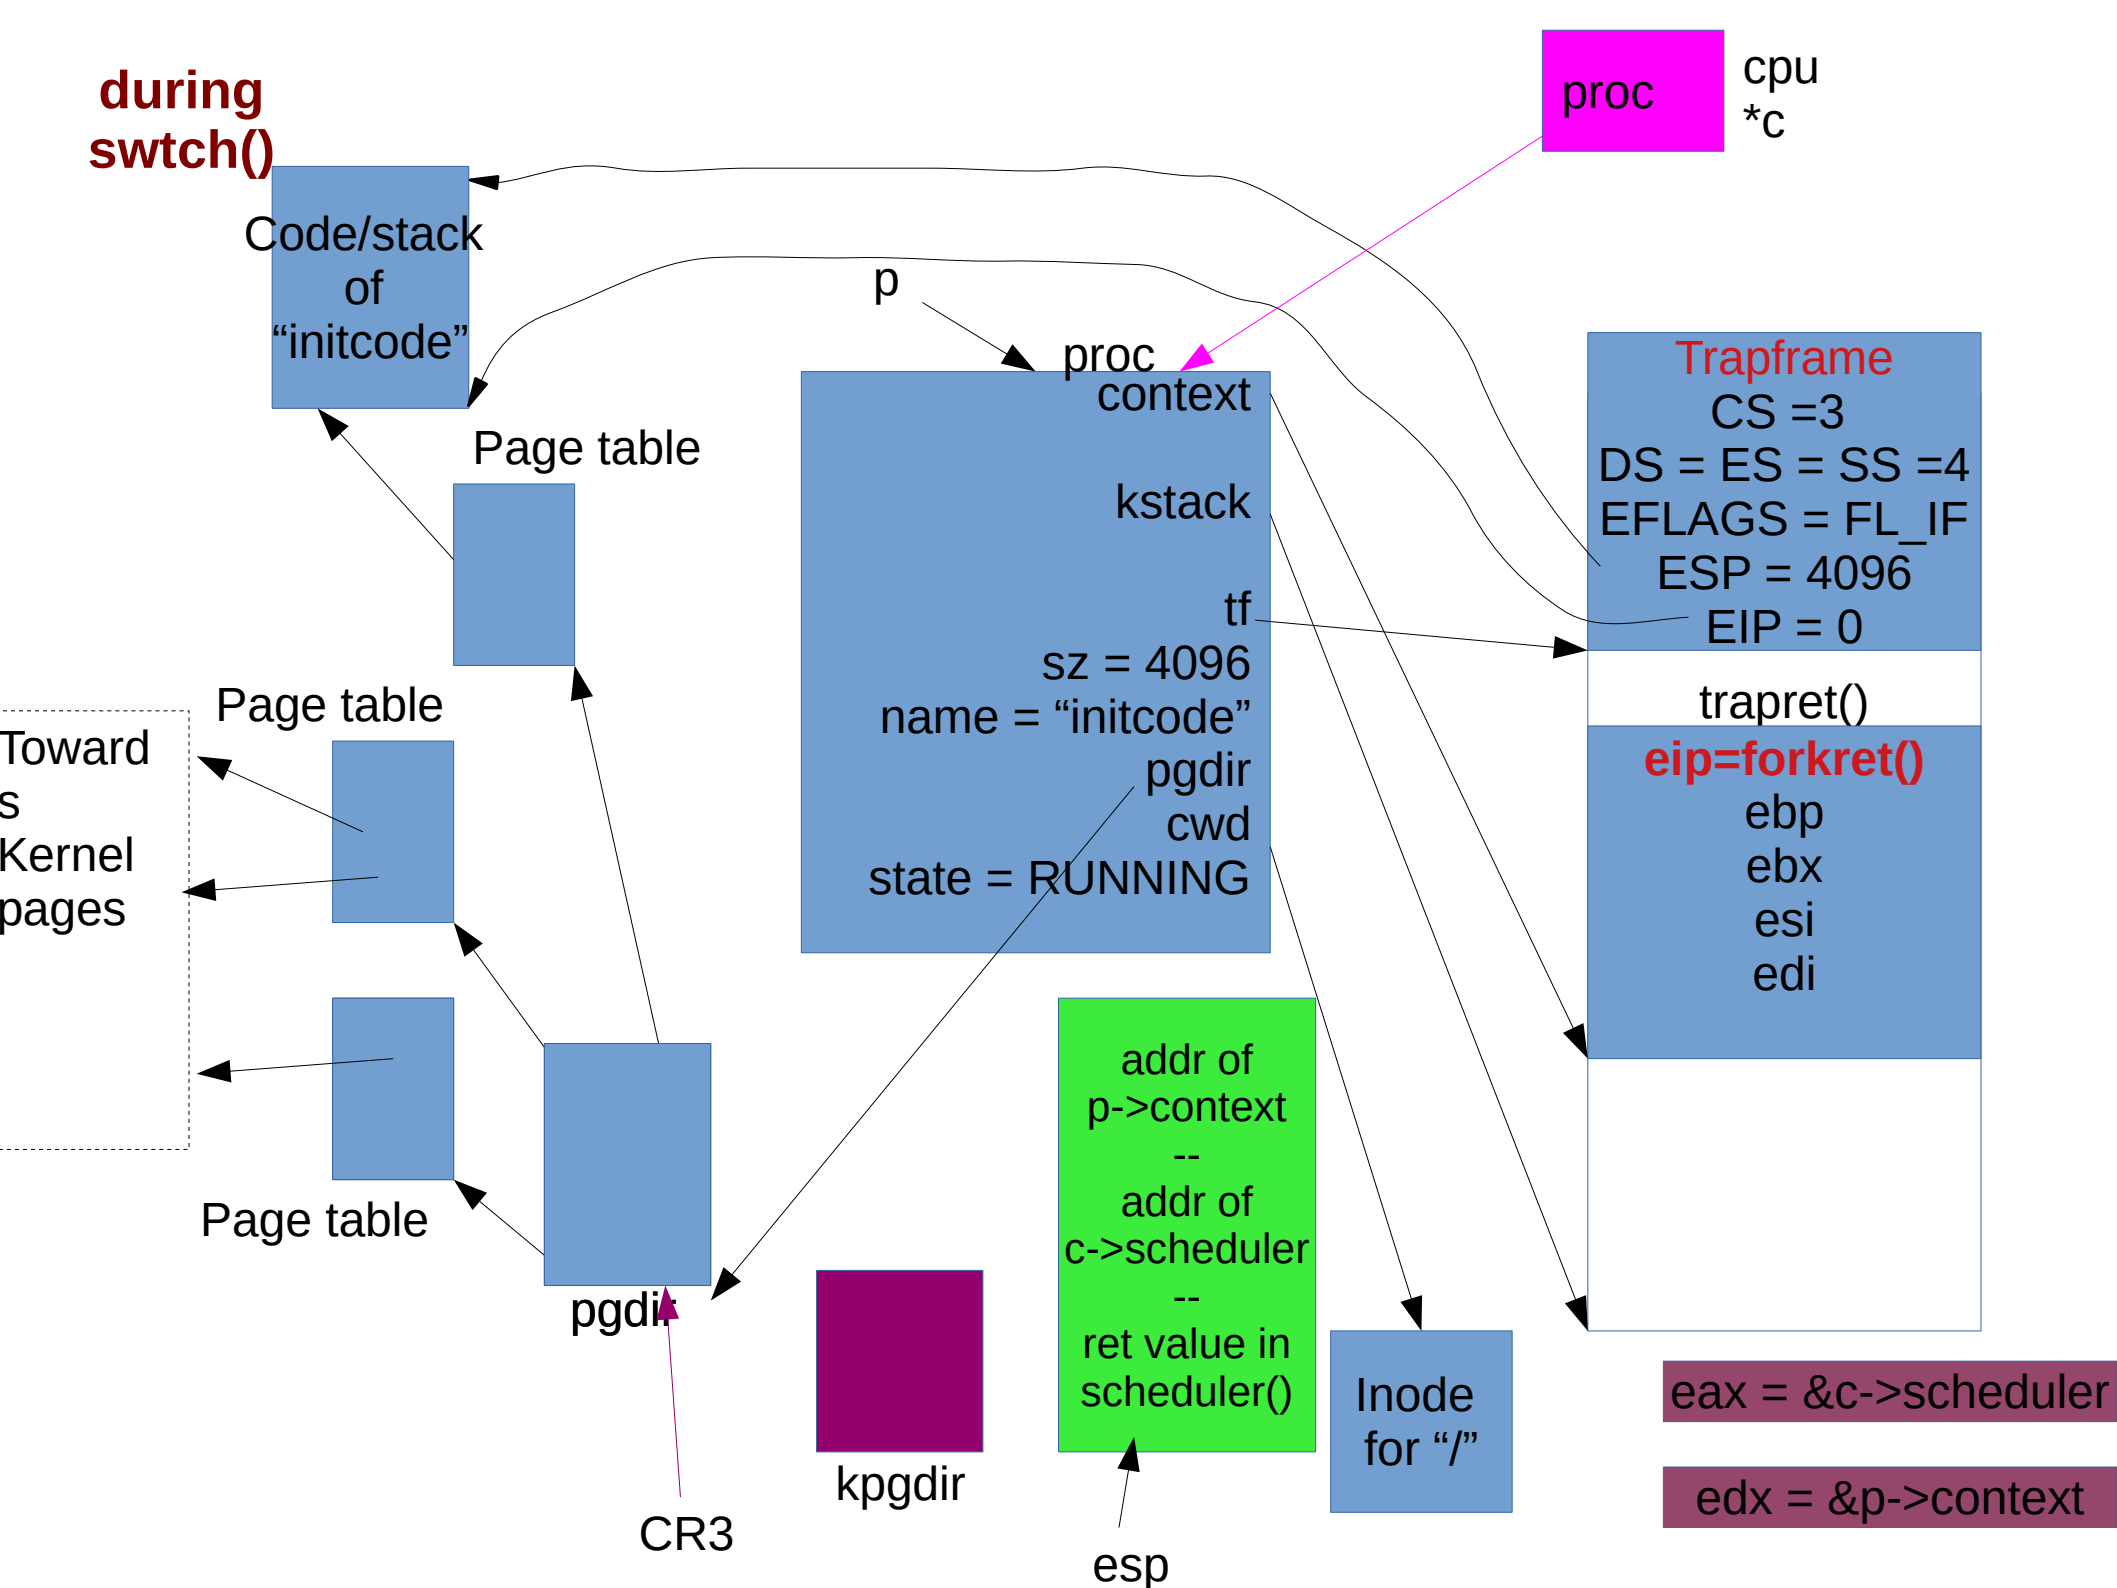 during
swtch()
proc
cpu
*c
Code/stack
of
“initcode”
p
proc
context
kstack
tf
sz = 4096
name = “initcode”
pgdir
cwd
state = RUNNING
Trapframe
CS =3
DS = ES = SS =4
EFLAGS = FL_IF
ESP = 4096
EIP = 0
trapret()
eip=forkret()
ebp
ebx
esi
edi
Page table
Page table
Toward
s
Kernel
pages
Page table
pgdir
CR3
kpgdir
addr of
p->context
--
addr of
c->scheduler
--
ret value in
scheduler()
esp
Inode
for “/”
eax = &c->scheduler
edx = &p->context